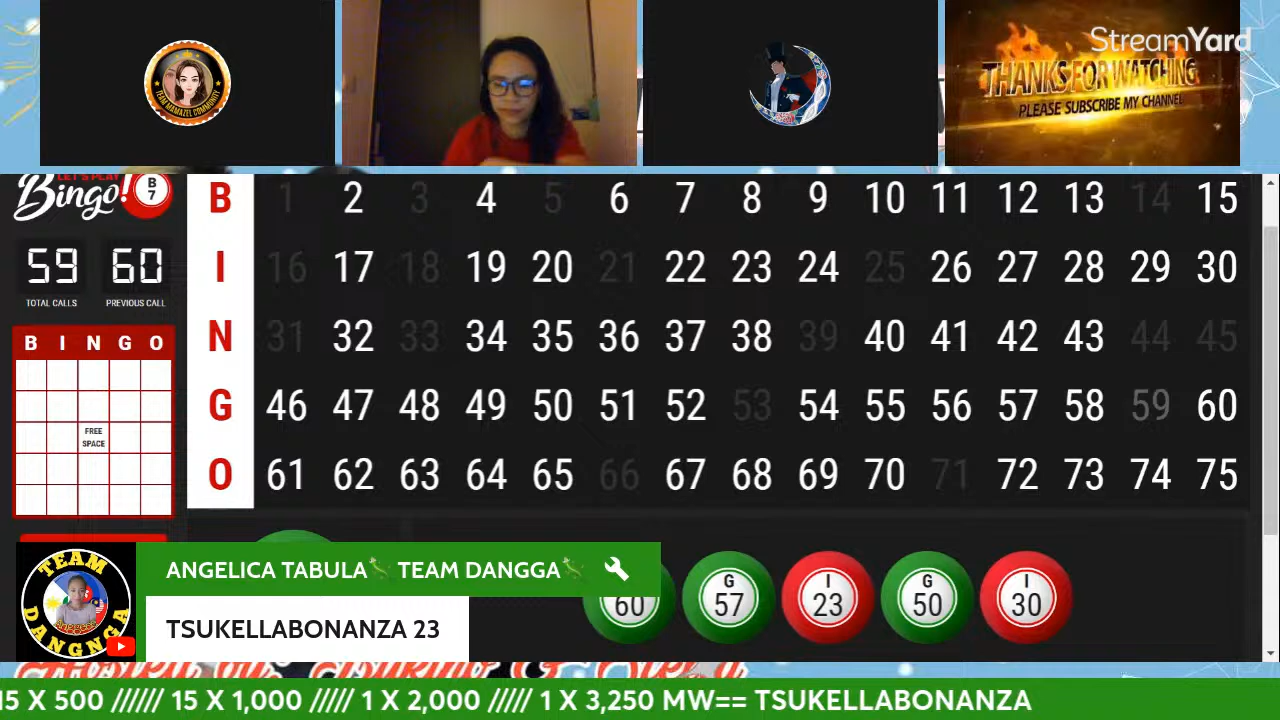 TEAM MAMAZEL COMMUNITY
StreamYard
THANKS FOR WATCHING
PLEASE SUBSCRIBE MY CHANNEL
LET'S PLAY
Bingo!
B
7
59
60
TOTAL CALLS
PREVIOUS CALL
B I N G O
FREE
SPACE
B 1 2 3 4 5 6 7 8 9 10 11 12 13 14 15
I 16 17 18 19 20 21 22 23 24 25 26 27 28 29 30
N 31 32 33 34 35 36 37 38 39 40 41 42 43 44 45
G 46 47 48 49 50 51 52 53 54 55 56 57 58 59 60
O 61 62 63 64 65 66 67 68 69 70 71 72 73 74 75
60
G
57
I
23
G
50
I
30
TEAM
DANGNGA
ANGELICA TABULA TEAM DANGGA
TSUKELLABONANZA 23
15 X 500 ////// 15 X 1,000 ///// 1 X 2,000 ///// 1 X 3,250 MW== TSUKELLABONANZA